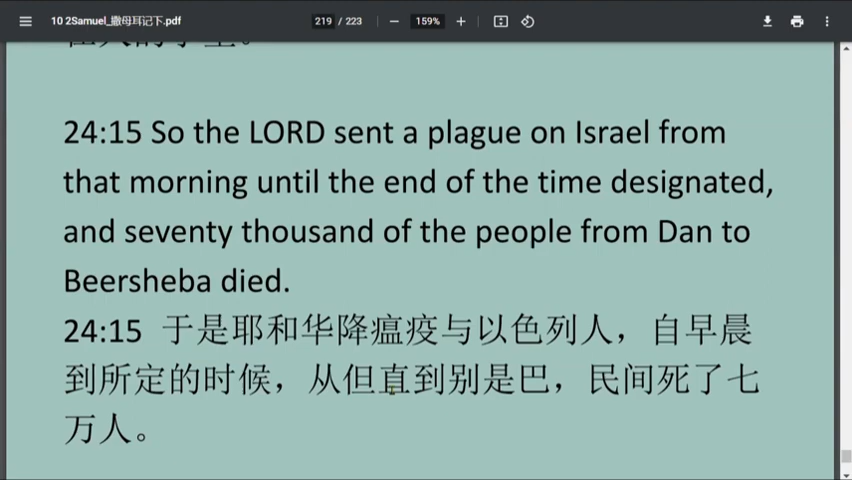 10 2Samuel_撒母耳记下.pdf 219 / 223 159%
24:15 So the LORD sent a plague on Israel from
that morning until the end of the time designated,
and seventy thousand of the people from Dan to
Beersheba died.
24:15 于是耶和华降瘟疫与以色列人，自早晨
到所定的时候，从但直到别是巴，民间死了七
万人。